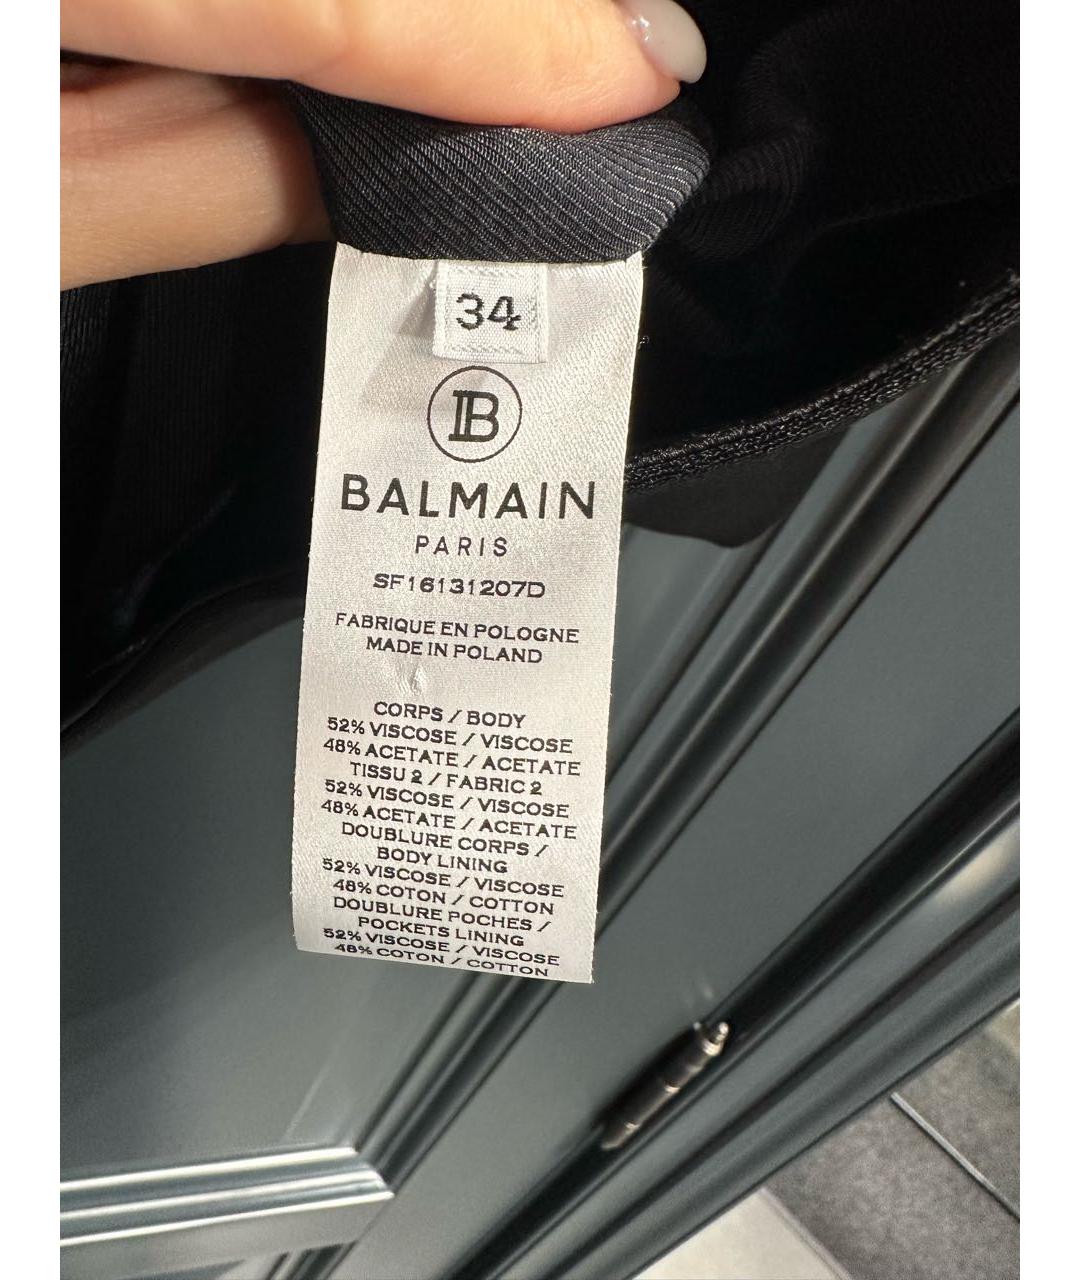 34
B
BALMAIN
PARIS
SF16131207D
FABRIQUE EN POLOGNE
MADE IN POLAND
CORPS / BODY
52% VISCOSE / VISCOSE
48% ACETATE / ACETATE
TISSU 2 / FABRIC 2
52% VISCOSE / VISCOSE
48% ACETATE / ACETATE
DOUBLURE CORPS /
BODY LINING
52% VISCOSE / VISCOSE
48% COTON / COTTON
DOUBLURE POCHES /
POCKETS LINING
52% VISCOSE / VISCOSE
48% COTON / COTTON